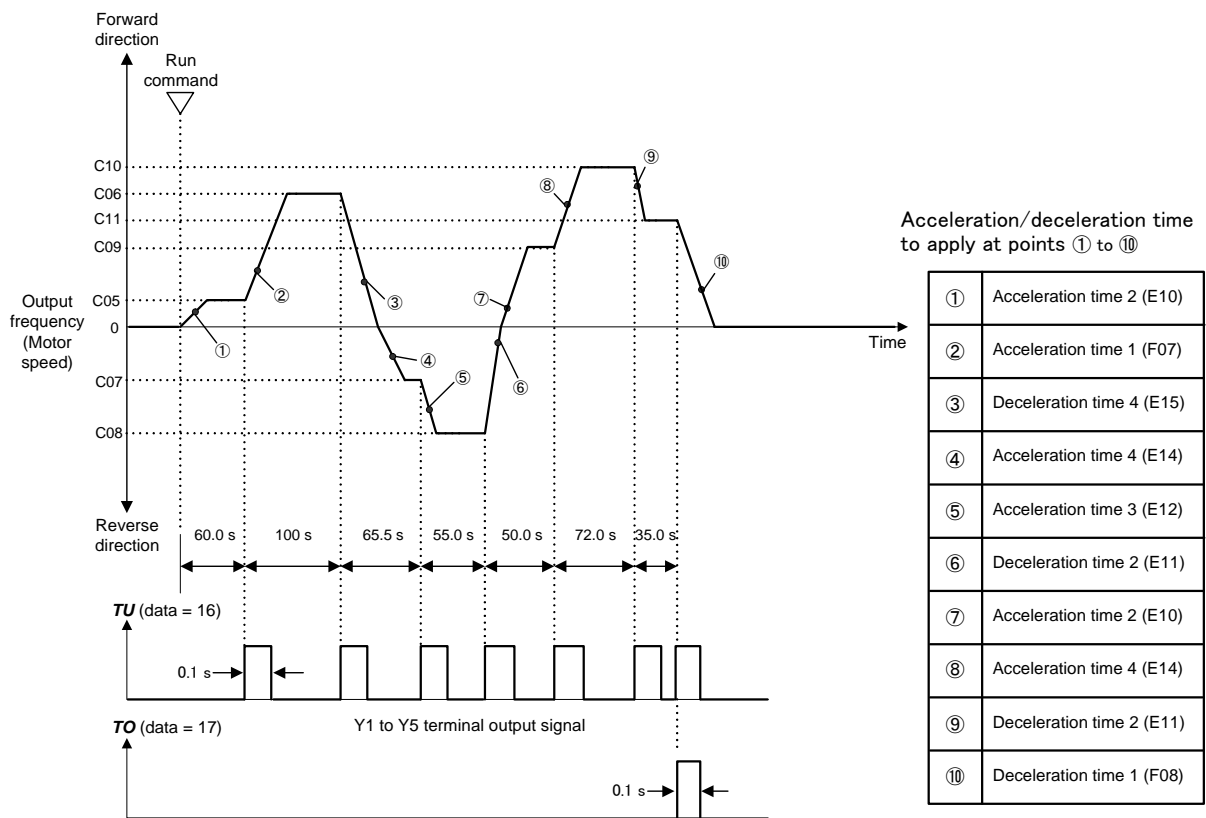 Forward
direction
Run
command
C10
C06
C11
C09
C05
0
C07
C08
Output
frequency
(Motor
speed)
①
②
③
④
⑤
⑥
⑦
⑧
⑨
⑩
Time
Reverse
direction
60.0 s
100 s
65.5 s
55.0 s
50.0 s
72.0 s
35.0 s
TU (data = 16)
0.1 s
TO (data = 17)
Y1 to Y5 terminal output signal
0.1 s
Acceleration/deceleration time
to apply at points ① to ⑩
① Acceleration time 2 (E10)
② Acceleration time 1 (F07)
③ Deceleration time 4 (E15)
④ Acceleration time 4 (E14)
⑤ Acceleration time 3 (E12)
⑥ Deceleration time 2 (E11)
⑦ Acceleration time 2 (E10)
⑧ Acceleration time 4 (E14)
⑨ Deceleration time 2 (E11)
⑩ Deceleration time 1 (F08)